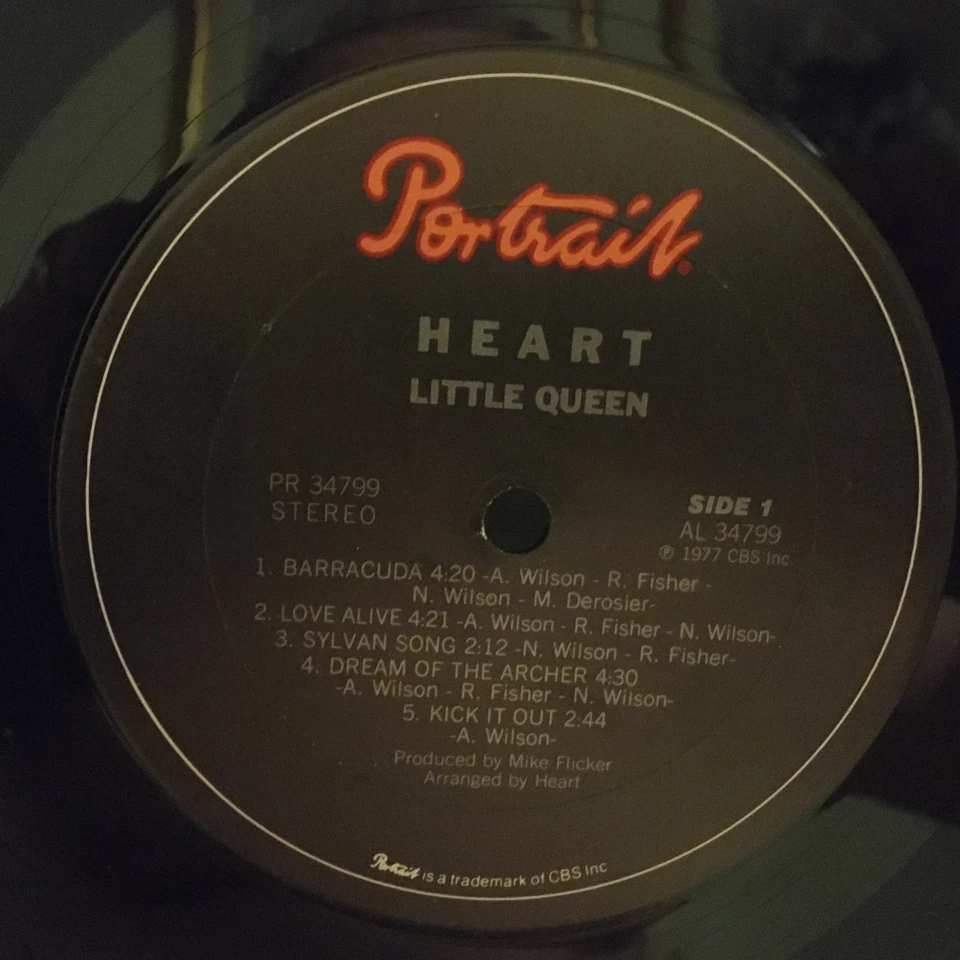 Portrait
HEART
LITTLE QUEEN
PR 34799
STEREO
SIDE 1
AL 34799
℗ 1977 CBS Inc.
1. BARRACUDA 4:20 -A. Wilson - R. Fisher -
N. Wilson - M. Derosier-
2. LOVE ALIVE 4:21 -A. Wilson - R. Fisher - N. Wilson-
3. SYLVAN SONG 2:12 -N. Wilson - R. Fisher-
4. DREAM OF THE ARCHER 4:30
-A. Wilson - R. Fisher - N. Wilson-
5. KICK IT OUT 2:44
-A. Wilson-
Produced by Mike Flicker
Arranged by Heart
Portrait is a trademark of CBS Inc